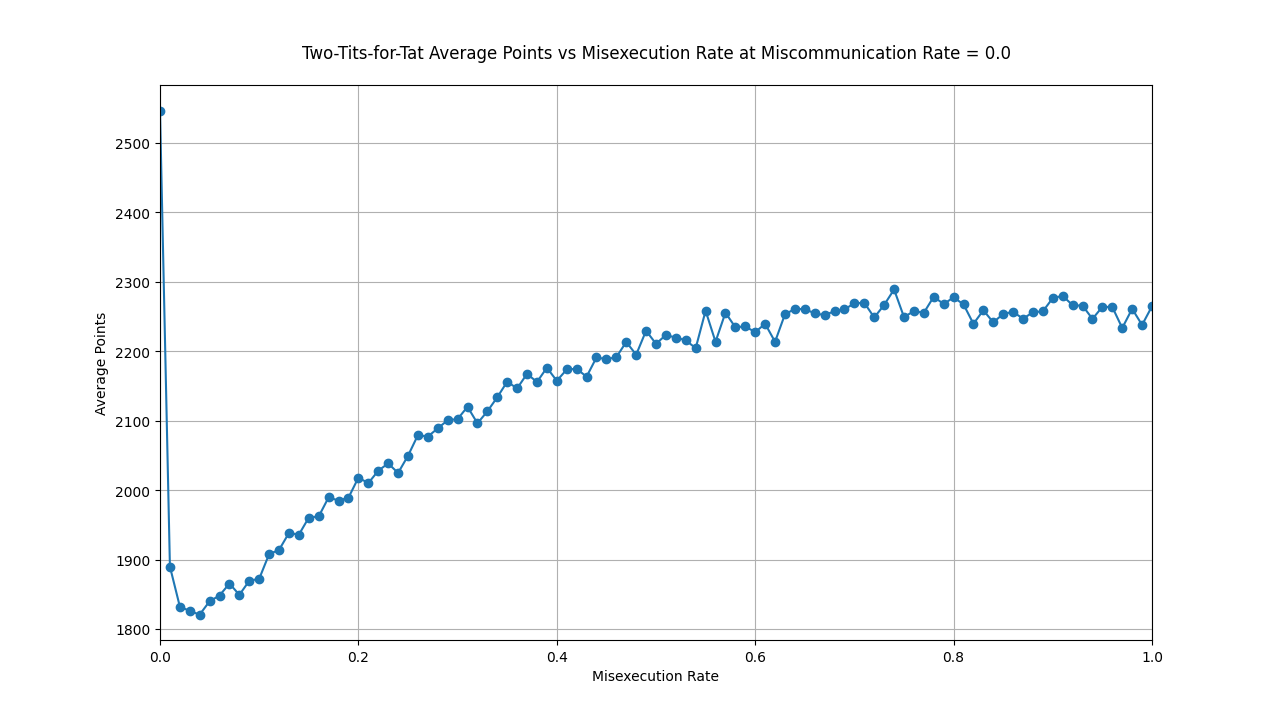 Two-Tits-for-Tat Average Points vs Misexecution Rate at Miscommunication Rate = 0.0
2500
2400
2300
2200
2100
2000
1900
1800
Average Points
0.0 0.2 0.4 0.6 0.8 1.0
Misexecution Rate